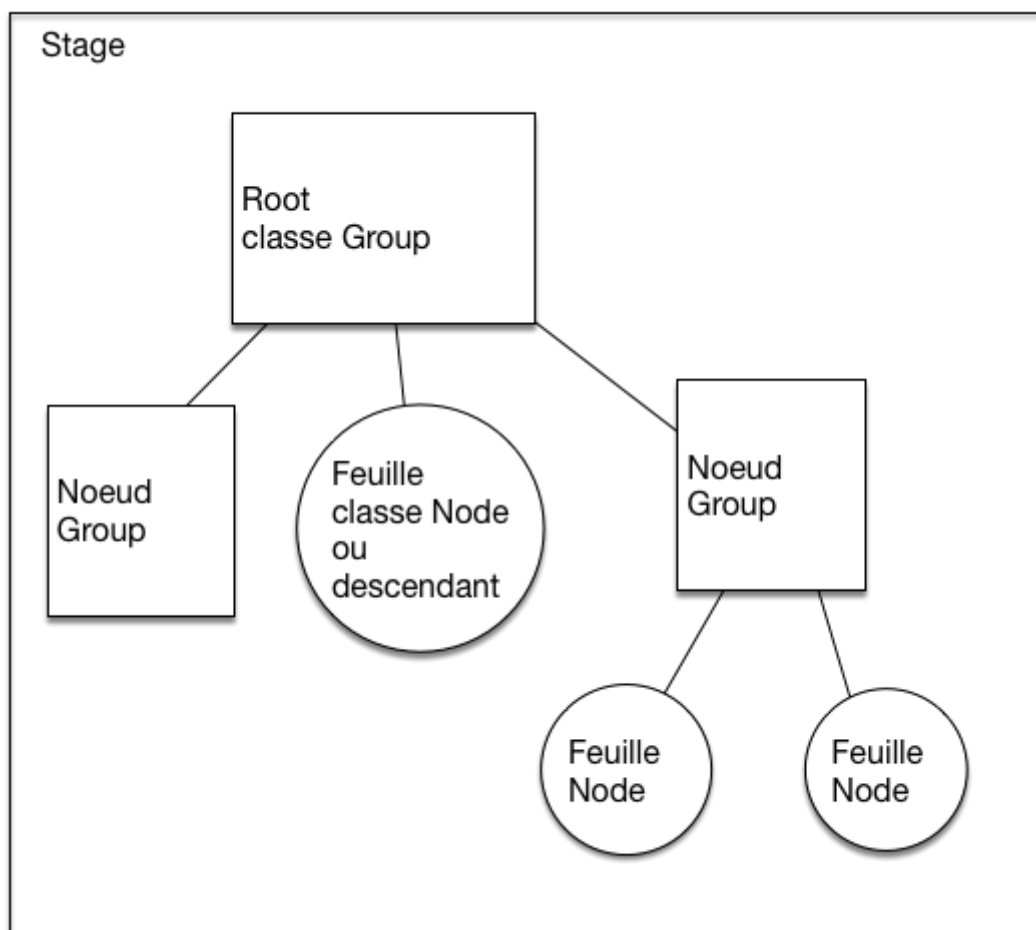 Stage
Root
classe Group
Noeud
Group
Feuille
classe Node
ou
descendant
Noeud
Group
Feuille
Node
Feuille
Node